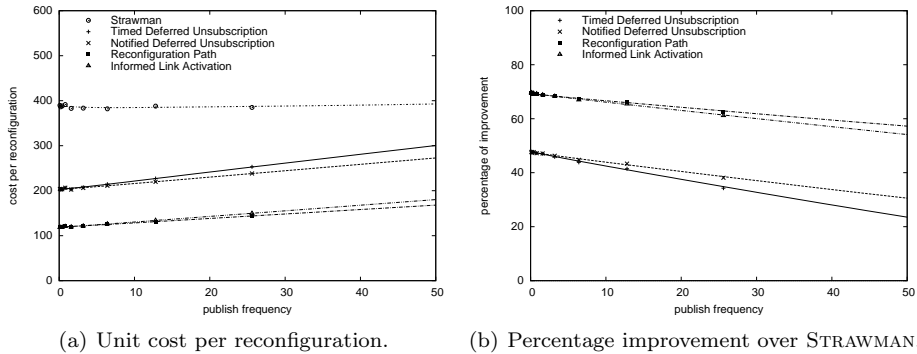 600
500
400
300
200
100
0
cost per reconfiguration
0 10 20 30 40 50
publish frequency
Strawman
Timed Deferred Unsubscription
Notified Deferred Unsubscription
Reconfiguration Path
Informed Link Activation
(a) Unit cost per reconfiguration.
100
80
60
40
20
0
percentage of improvement
0 10 20 30 40 50
publish frequency
Timed Deferred Unsubscription
Notified Deferred Unsubscription
Reconfiguration Path
Informed Link Activation
(b) Percentage improvement over STRAWMAN